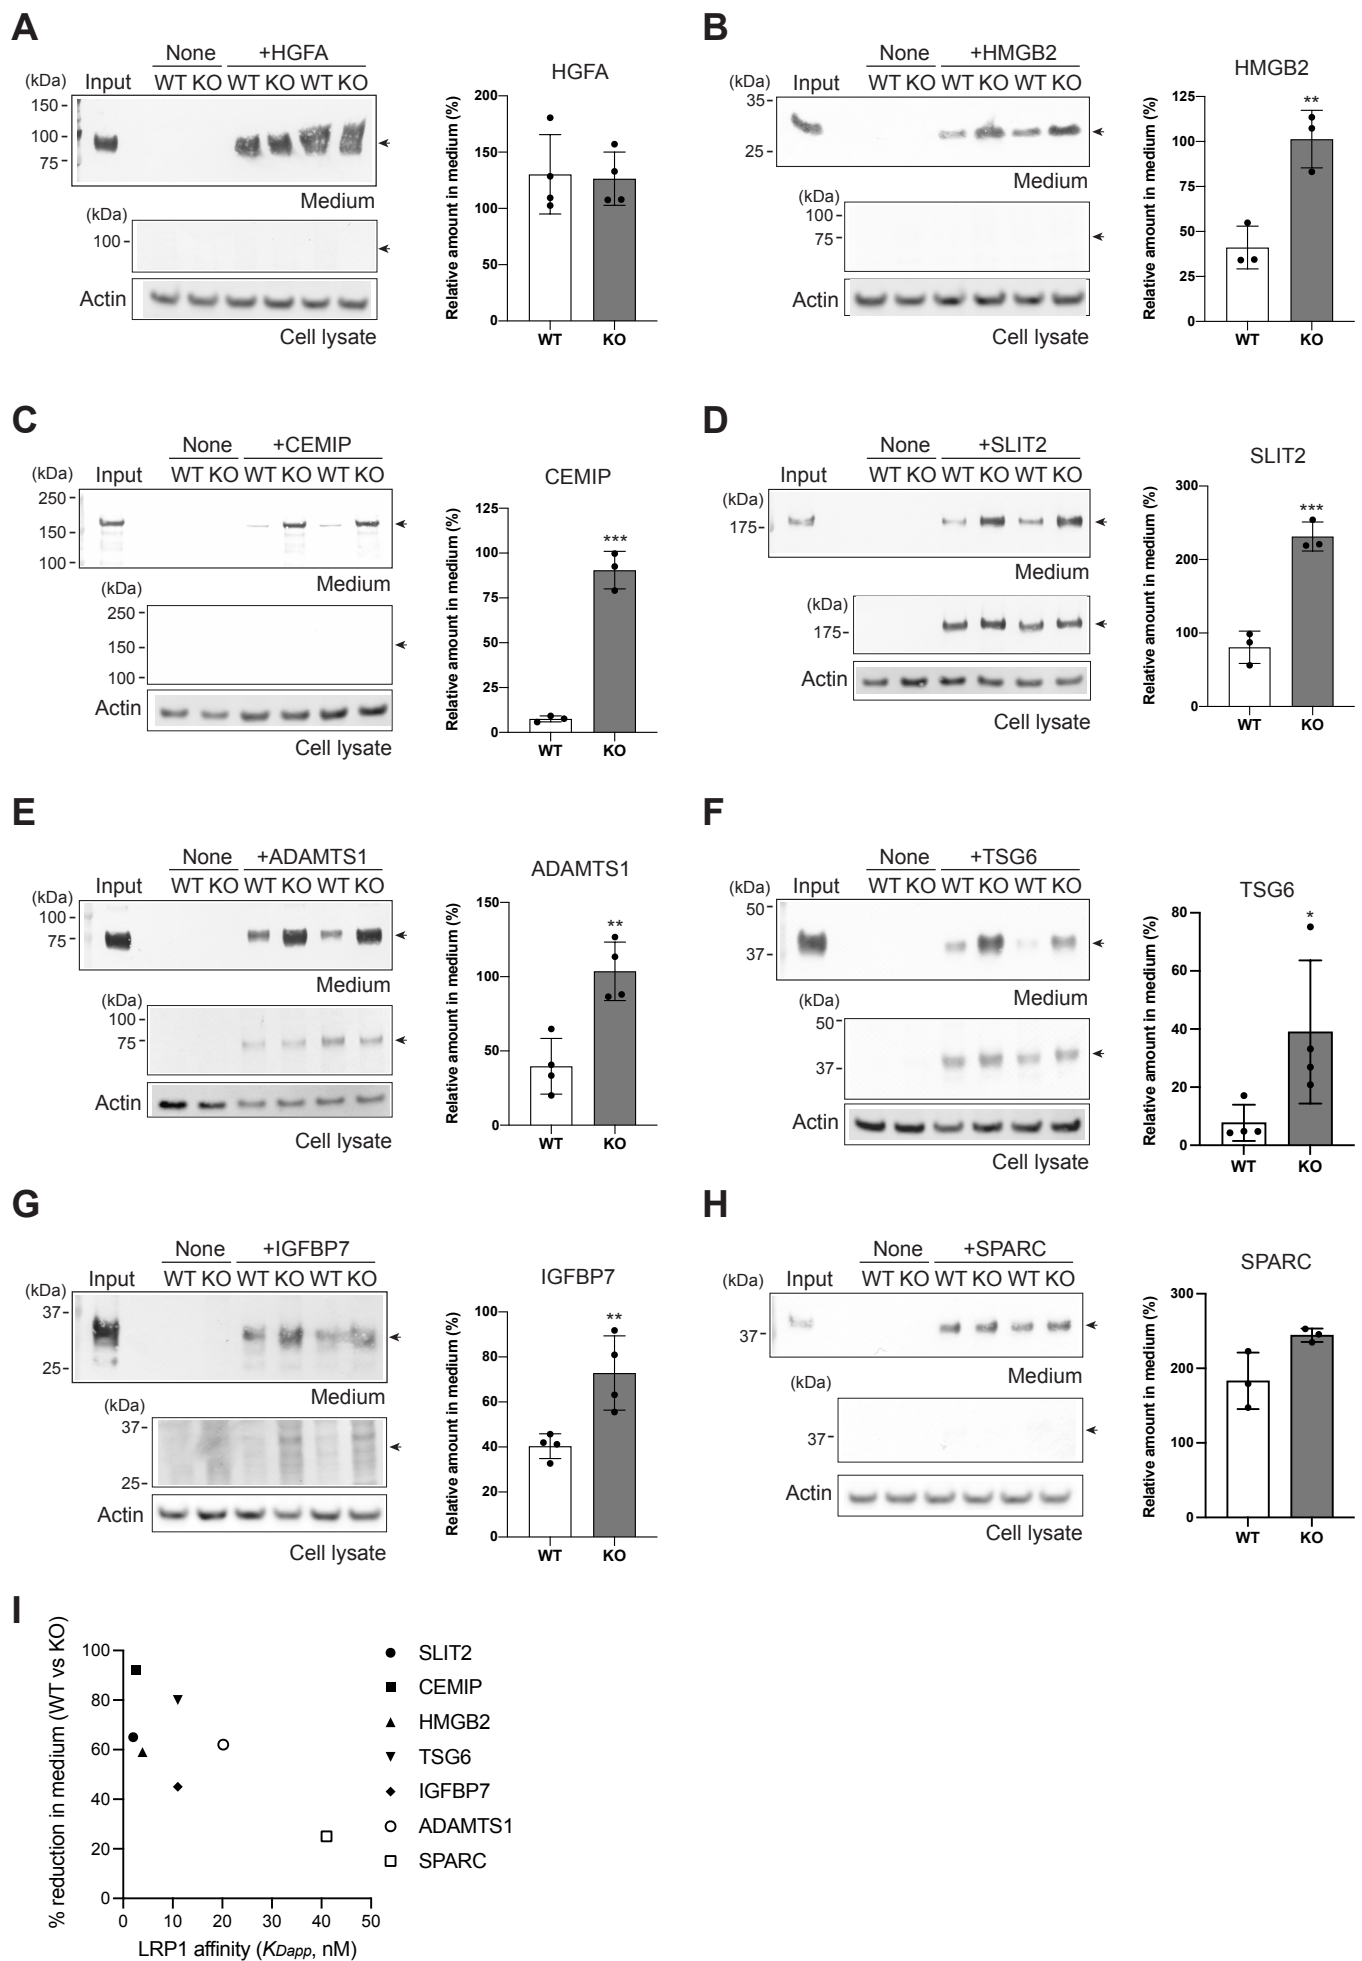 A
None +HGFA
(kDa) Input WT KO WT KO WT KO
150
100
75
Medium
(kDa)
100
Actin
Cell lysate
HGFA
Relative amount in medium (%)
200
150
100
50
0
WT KO
B
None +HMGB2
(kDa) Input WT KO WT KO WT KO
35
25
Medium
(kDa)
100
75
Actin
Cell lysate
HMGB2
Relative amount in medium (%)
125
100
75
50
25
0
**
WT KO
C
None +CEMIP
(kDa) Input WT KO WT KO WT KO
250
150
100
Medium
(kDa)
250
150
100
Actin
Cell lysate
CEMIP
Relative amount in medium (%)
125
100
75
50
25
0
***
WT KO
D
None +SLIT2
(kDa) Input WT KO WT KO WT KO
175
Medium
(kDa)
175
Actin
Cell lysate
SLIT2
Relative amount in medium (%)
300
200
100
0
***
WT KO
E
None +ADAMTS1
(kDa) Input WT KO WT KO WT KO
100
75
Medium
(kDa)
100
75
Actin
Cell lysate
ADAMTS1
Relative amount in medium (%)
150
100
50
0
**
WT KO
F
None +TSG6
(kDa) Input WT KO WT KO WT KO
50
37
Medium
(kDa)
50
37
Actin
Cell lysate
TSG6
Relative amount in medium (%)
80
60
40
20
0
*
WT KO
G
None +IGFBP7
(kDa) Input WT KO WT KO WT KO
37
25
Medium
(kDa)
37
25
Actin
Cell lysate
IGFBP7
Relative amount in medium (%)
100
80
60
40
20
0
**
WT KO
H
None +SPARC
(kDa) Input WT KO WT KO WT KO
37
Medium
(kDa)
37
Actin
Cell lysate
SPARC
Relative amount in medium (%)
300
200
100
0
WT KO
I
% reduction in medium (WT vs KO)
100
80
60
40
20
0
0 10 20 30 40 50
LRP1 affinity (KDapp, nM)
SLIT2
CEMIP
HMGB2
TSG6
IGFBP7
ADAMTS1
SPARC